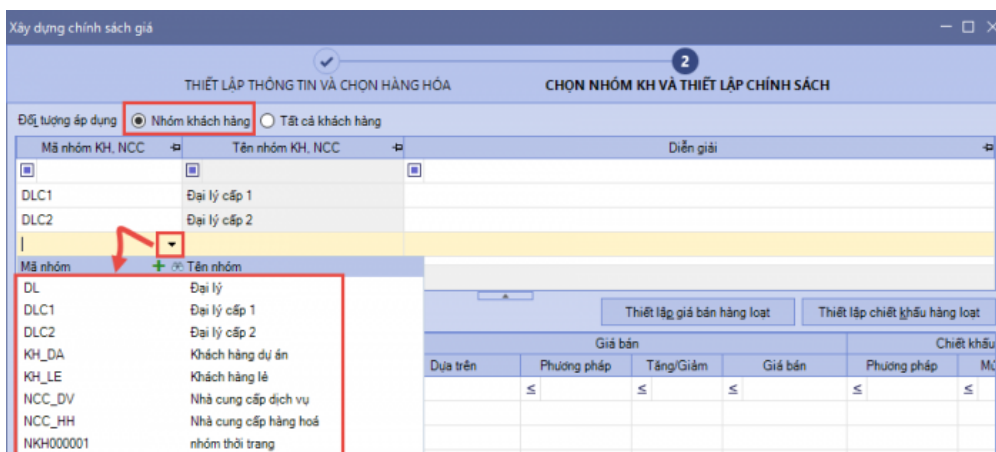 Xây dựng chính sách giá
2
THIẾT LẬP THÔNG TIN VÀ CHỌN HÀNG HÓA CHỌN NHÓM KH VÀ THIẾT LẬP CHÍNH SÁCH
Đối tượng áp dụng Nhóm khách hàng Tất cả khách hàng
Mã nhóm KH, NCC Tên nhóm KH, NCC Diễn giải
DLC1 Đại lý cấp 1
DLC2 Đại lý cấp 2
Mã nhóm Tên nhóm
DL Đại lý
DLC1 Đại lý cấp 1
DLC2 Đại lý cấp 2
KH_DA Khách hàng dự án
KH_LE Khách hàng lẻ
NCC_DV Nhà cung cấp dịch vụ
NCC_HH Nhà cung cấp hàng hoá
NKH000001 nhóm thời trang
Thiết lập giá bán hàng loạt Thiết lập chiết khấu hàng loạt
Giá bán Chiết khấu
Dựa trên Phương pháp Tăng/Giảm Giá bán Phương pháp
≤ ≤ ≤ ≤ ≤